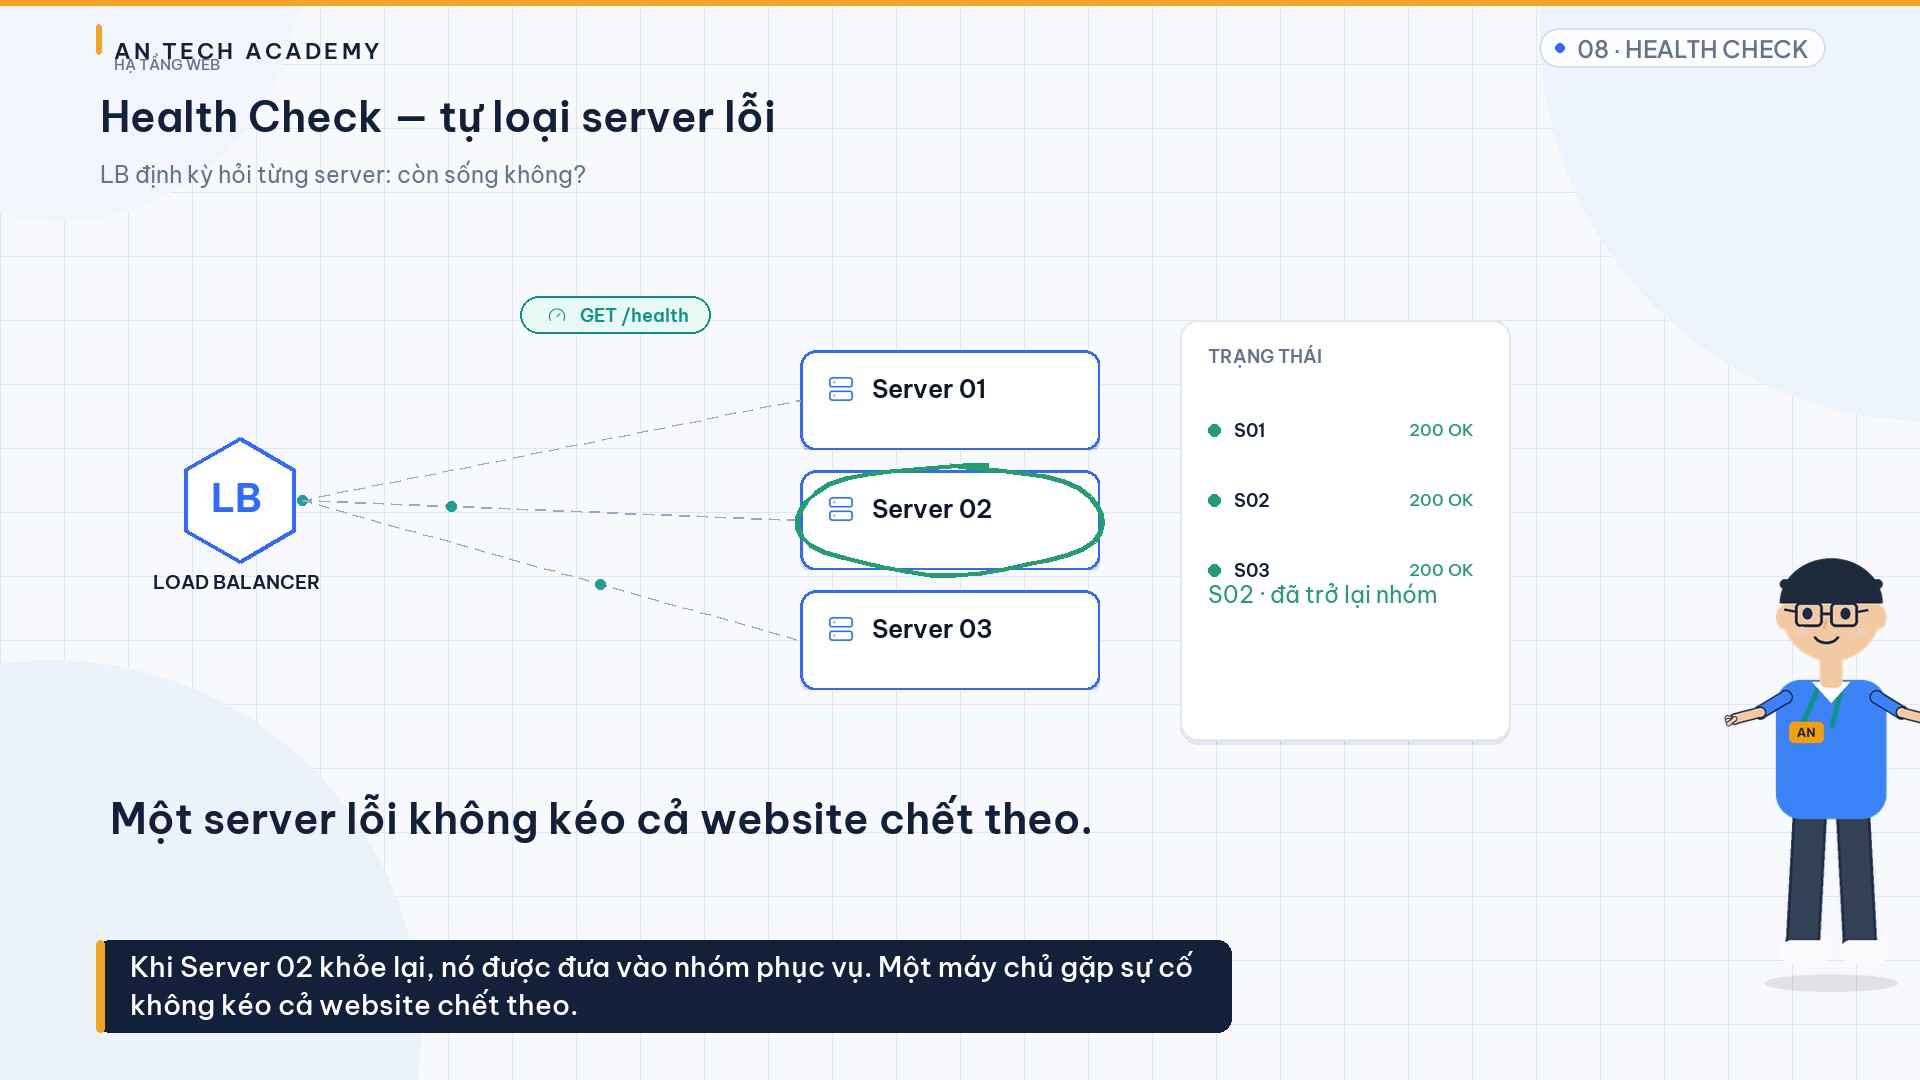 AN TECH ACADEMY
HẠ TẦNG WEB
08 · HEALTH CHECK
Health Check — tự loại server lỗi
LB định kỳ hỏi từng server: còn sống không?
GET /health
LB
LOAD BALANCER
Server 01
Server 02
Server 03
TRẠNG THÁI
S01 200 OK
S02 200 OK
S03 200 OK
S02 · đã trở lại nhóm
AN
Một server lỗi không kéo cả website chết theo.
Khi Server 02 khỏe lại, nó được đưa vào nhóm phục vụ. Một máy chủ gặp sự cố
không kéo cả website chết theo.